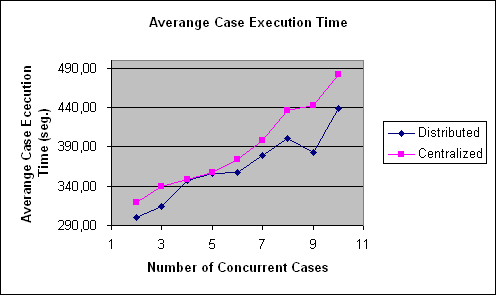 Averange Case Execution Time
Averange Case Ececution
Time (seg.)
490,00
440,00
390,00
340,00
290,00
1 3 5 7 9 11
Number of Concurrent Cases
Distributed
Centralized